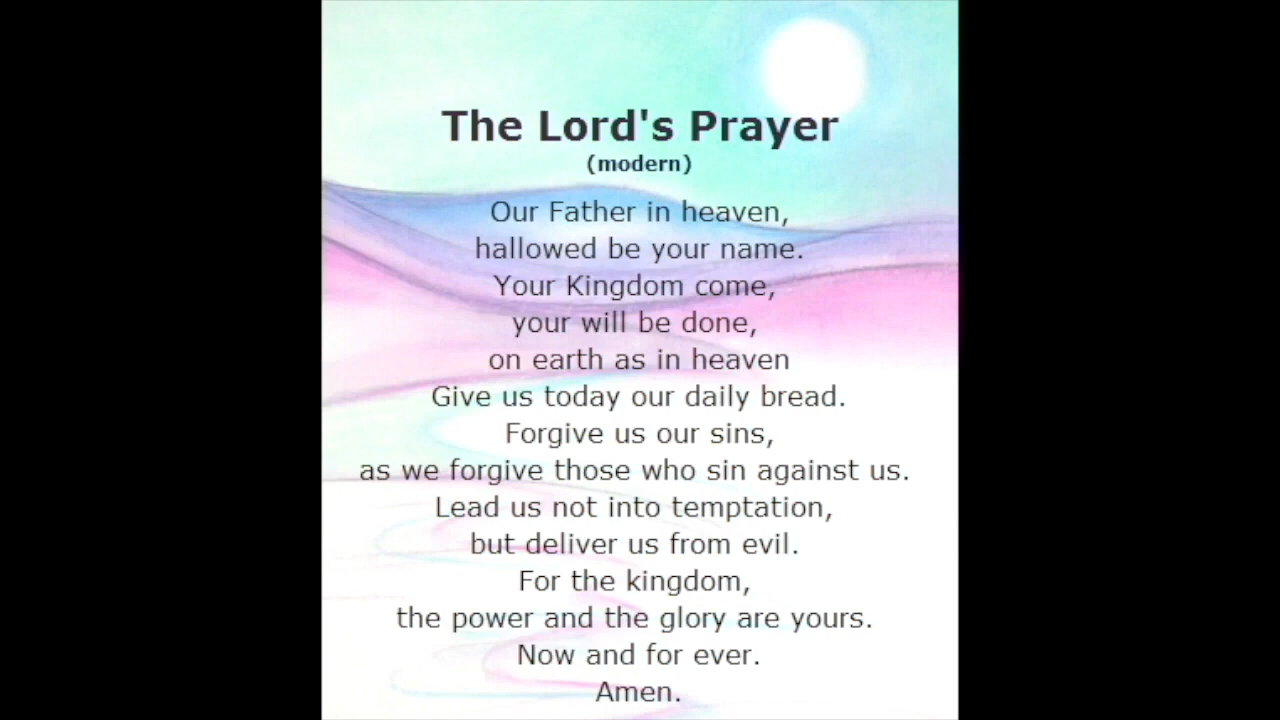 The Lord's Prayer
(modern)
Our Father in heaven,
hallowed be your name.
Your Kingdom come,
your will be done,
on earth as in heaven
Give us today our daily bread.
Forgive us our sins,
as we forgive those who sin against us.
Lead us not into temptation,
but deliver us from evil.
For the kingdom,
the power and the glory are yours.
Now and for ever.
Amen.